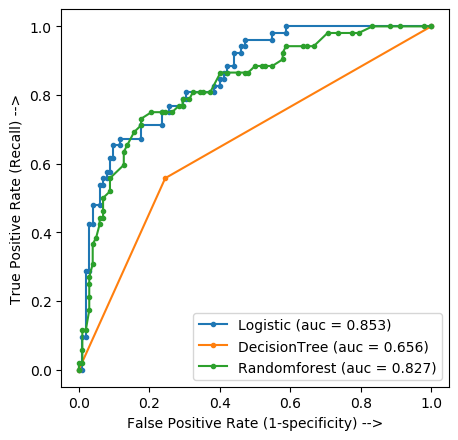 1.0
0.8
0.6
0.4
0.2
0.0
True Positive Rate (Recall) -->
Logistic (auc = 0.853)
DecisionTree (auc = 0.656)
Randomforest (auc = 0.827)
0.0 0.2 0.4 0.6 0.8 1.0
False Positive Rate (1-specificity) -->